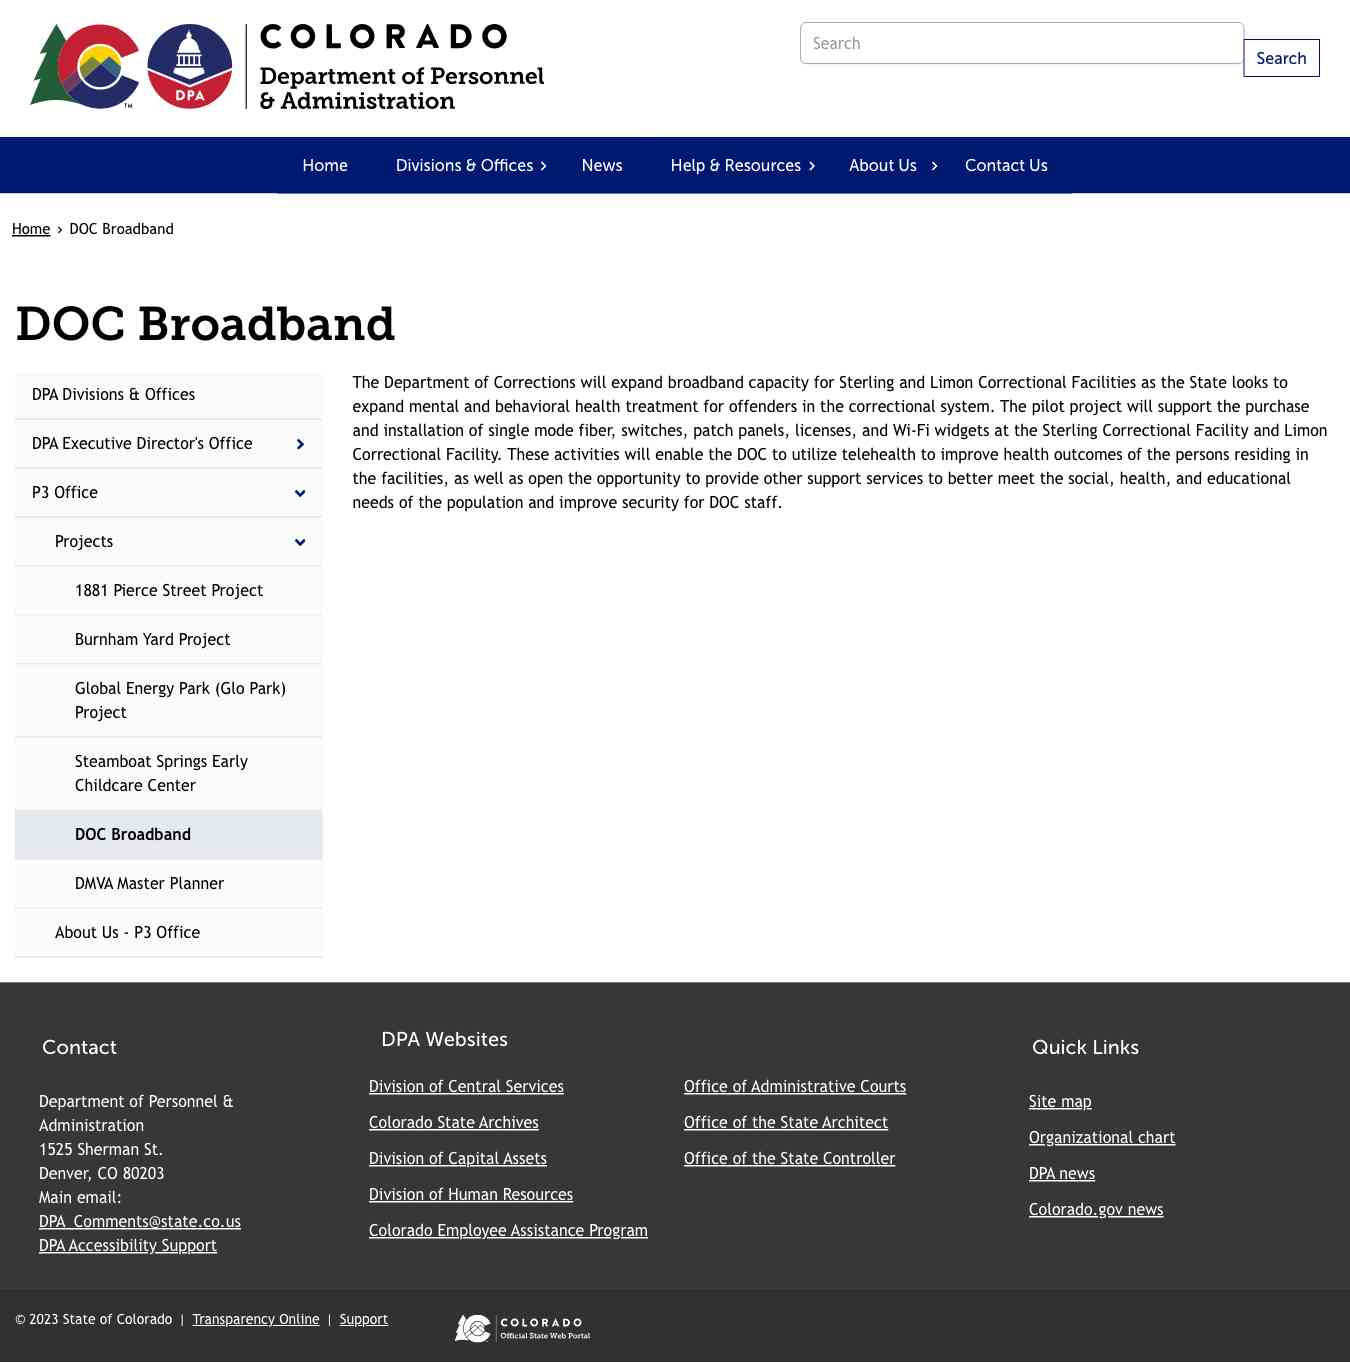 COLORADO
Department of Personnel
& Administration
DPA
TM
Search
Search
Home
Divisions & Offices
News
Help & Resources
About Us
Contact Us
Home › DOC Broadband
DOC Broadband
DPA Divisions & Offices
DPA Executive Director's Office
P3 Office
Projects
1881 Pierce Street Project
Burnham Yard Project
Global Energy Park (Glo Park)
Project
Steamboat Springs Early
Childcare Center
DOC Broadband
DMVA Master Planner
About Us - P3 Office
The Department of Corrections will expand broadband capacity for Sterling and Limon Correctional Facilities as the State looks to
expand mental and behavioral health treatment for offenders in the correctional system. The pilot project will support the purchase
and installation of single mode fiber, switches, patch panels, licenses, and Wi-Fi widgets at the Sterling Correctional Facility and Limon
Correctional Facility. These activities will enable the DOC to utilize telehealth to improve health outcomes of the persons residing in
the facilities, as well as open the opportunity to provide other support services to better meet the social, health, and educational
needs of the population and improve security for DOC staff.
Contact
Department of Personnel &
Administration
1525 Sherman St.
Denver, CO 80203
Main email:
DPA_Comments@state.co.us
DPA Accessibility Support
DPA Websites
Division of Central Services
Colorado State Archives
Division of Capital Assets
Division of Human Resources
Colorado Employee Assistance Program
Office of Administrative Courts
Office of the State Architect
Office of the State Controller
Quick Links
Site map
Organizational chart
DPA news
Colorado.gov news
© 2023 State of Colorado | Transparency Online | Support
COLORADO
Official State Web Portal